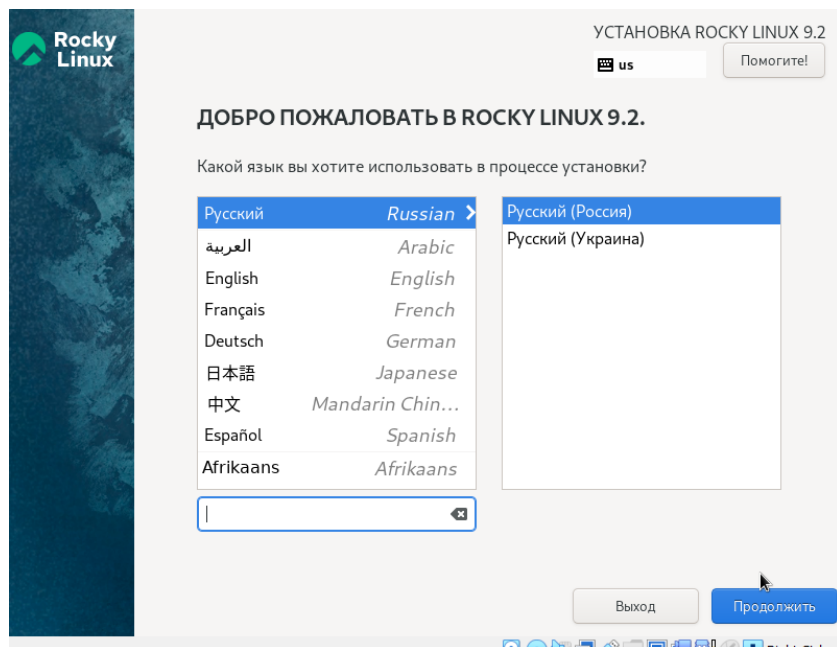 Rocky
Linux
УСТАНОВКА ROCKY LINUX 9.2
us
Помогите!
ДОБРО ПОЖАЛОВАТЬ В ROCKY LINUX 9.2.
Какой язык вы хотите использовать в процессе установки?
Русский Russian
العربية Arabic
English English
Français French
Deutsch German
日本語 Japanese
中文 Mandarin Chin...
Español Spanish
Afrikaans Afrikaans
Русский (Россия)
Русский (Украина)
Выход
Продолжить